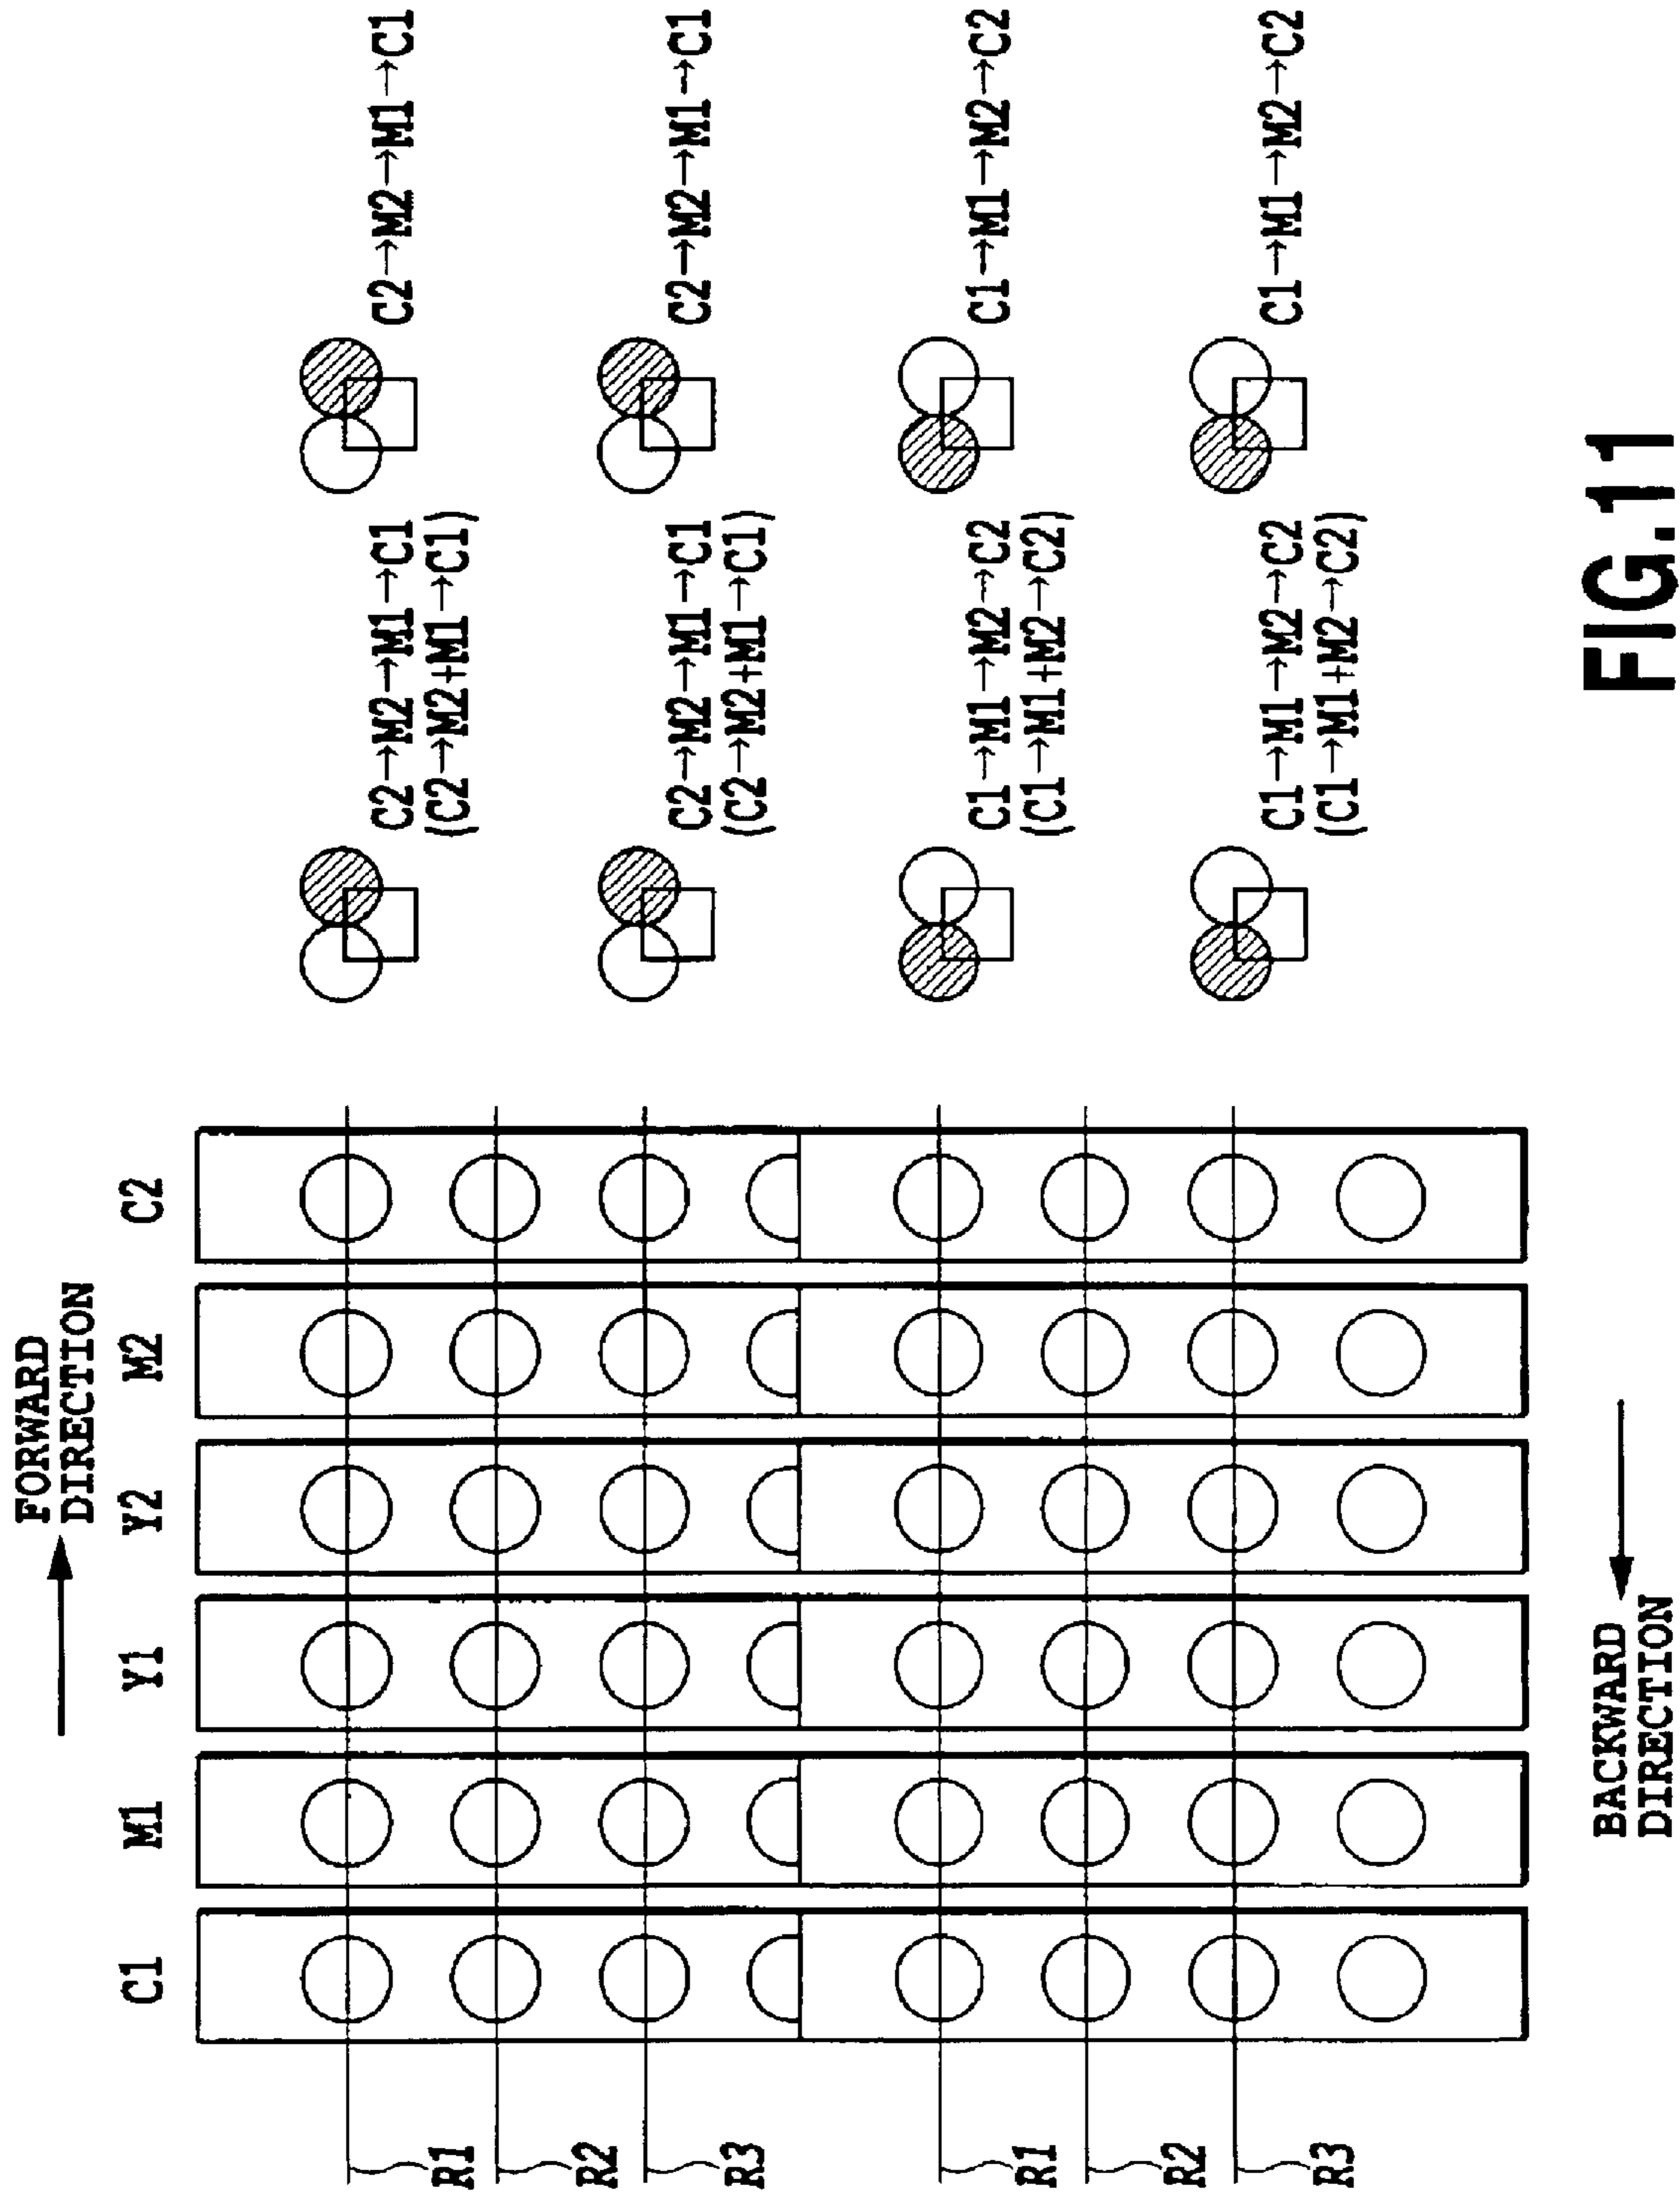 FORWARD
DIRECTION
C1 M1 Y1 Y2 M2 C2
R1
R2
R3
R1
R2
R3
C2→M2→M1→C1
(C2→M2+M1→C1)
C2→M2→M1→C1
C2→M2→M1→C1
(C2→M2+M1→C1)
C2→M2→M1→C1
C1→M1→M2→C2
(C1→M1+M2→C2)
C1→M1→M2→C2
C1→M1→M2→C2
(C1→M1+M2→C2)
C1→M1→M2→C2
BACKWARD
DIRECTION
FIG.11